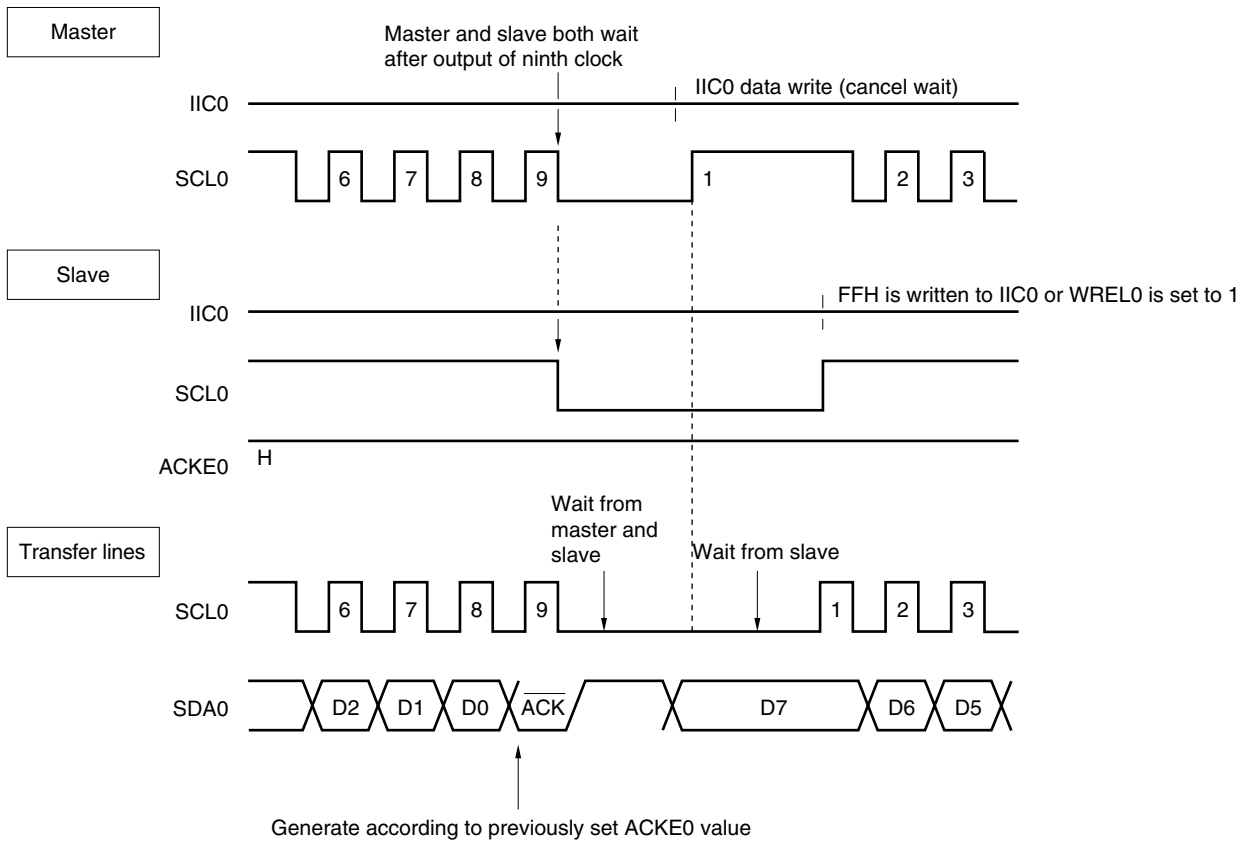 Master
Master and slave both wait
after output of ninth clock
IIC0
IIC0 data write (cancel wait)
SCL0
6 7 8 9 1 2 3
Slave
IIC0
FFH is written to IIC0 or WREL0 is set to 1
SCL0
ACKE0
H
Transfer lines
Wait from
master and
slave
Wait from slave
SCL0
6 7 8 9 1 2 3
SDA0
D2 D1 D0 ACK D7 D6 D5
Generate according to previously set ACKE0 value